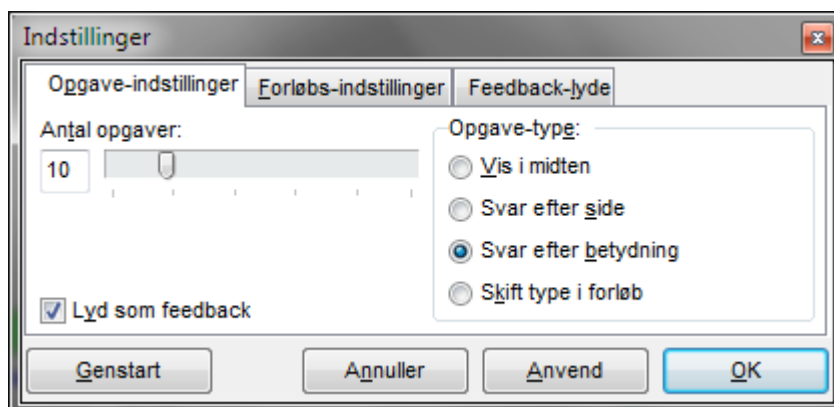 Indstillinger
Opgave-indstillinger Forløbs-indstillinger Feedback-lyde
Antal opgaver:
10
Opgave-type:
Vis i midten
Svar efter side
Svar efter betydning
Skift type i forløb
Lyd som feedback
Genstart Annuller Anvend OK